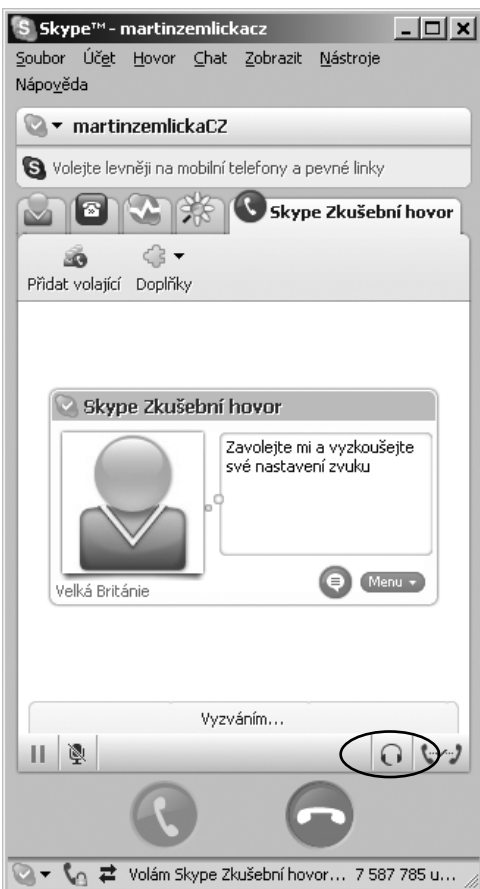 Skype™ - martinzemlickacz
Soubor Účet Hovor Chat Zobrazit Nástroje
Nápověda
martinzemlickaCZ
Volejte levněji na mobilní telefony a pevné linky
Skype Zkušební hovor
Přidat volající Doplňky
Skype Zkušební hovor
Zavolejte mi a vyzkoušejte
své nastavení zvuku
Velká Británie
Menu
Vyzváním...
Volám Skype Zkušební hovor... 7 587 785 u...